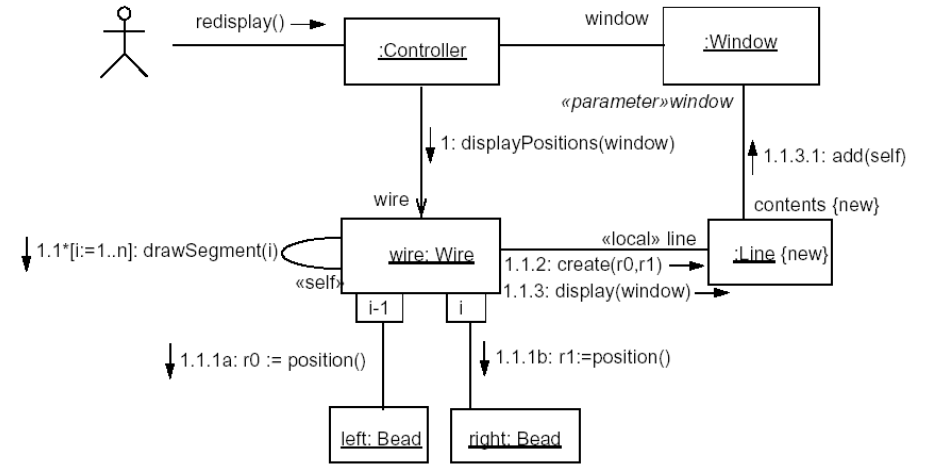 redisplay()
window
:Controller
:Window
«parameter»window
1: displayPositions(window)
1.1.3.1: add(self)
wire
contents {new}
1.1*[i:=1..n]: drawSegment(i)
wire: Wire
«local» line
:Line {new}
1.1.2: create(r0,r1)
«self»
1.1.3: display(window)
i-1
i
1.1.1a: r0 := position()
1.1.1b: r1:=position()
left: Bead
right: Bead